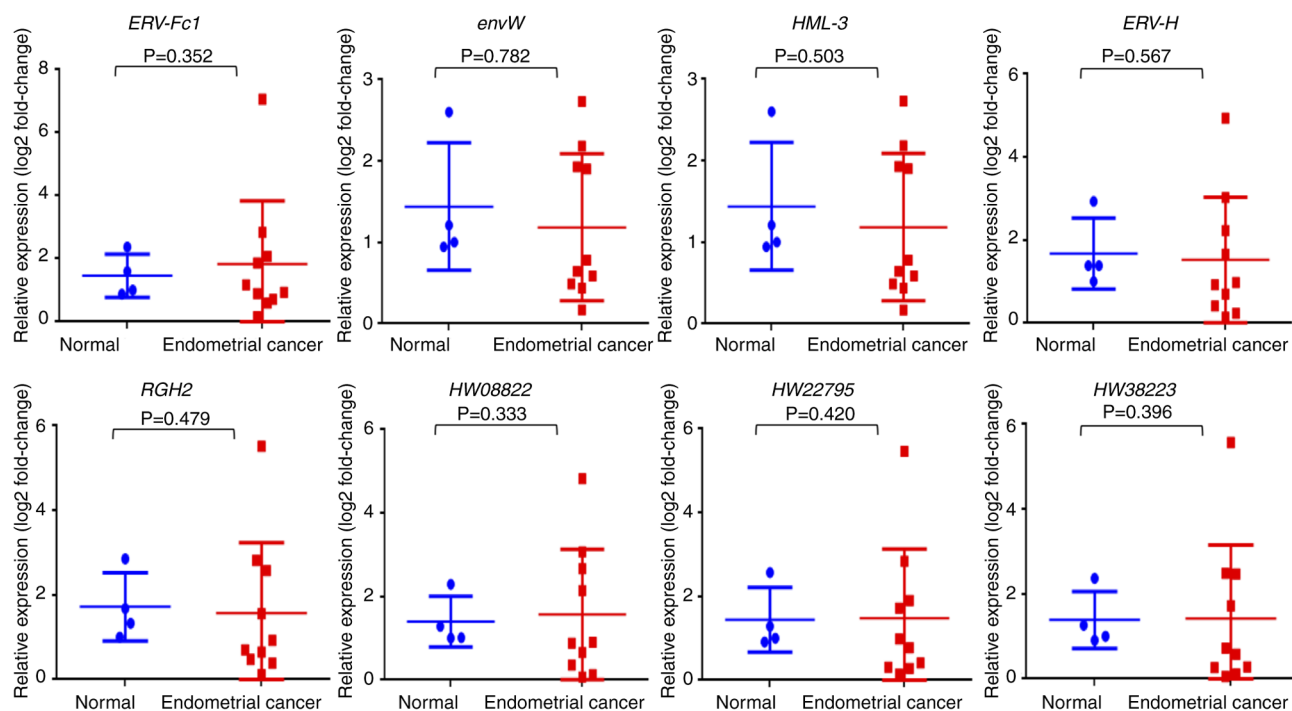 ERV-Fc1
P=0.352
Relative expression (log2 fold-change)
8
6
4
2
0
Normal
Endometrial cancer
envW
P=0.782
Relative expression (log2 fold-change)
3
2
1
0
Normal
Endometrial cancer
HML-3
P=0.503
Relative expression (log2 fold-change)
3
2
1
0
Normal
Endometrial cancer
ERV-H
P=0.567
Relative expression (log2 fold-change)
6
4
2
0
Normal
Endometrial cancer
RGH2
P=0.479
Relative expression (log2 fold-change)
6
4
2
0
Normal
Endometrial cancer
HW08822
P=0.333
Relative expression (log2 fold-change)
6
4
2
0
Normal
Endometrial cancer
HW22795
P=0.420
Relative expression (log2 fold-change)
6
4
2
0
Normal
Endometrial cancer
HW38223
P=0.396
Relative expression (log2 fold-change)
6
4
2
0
Normal
Endometrial cancer